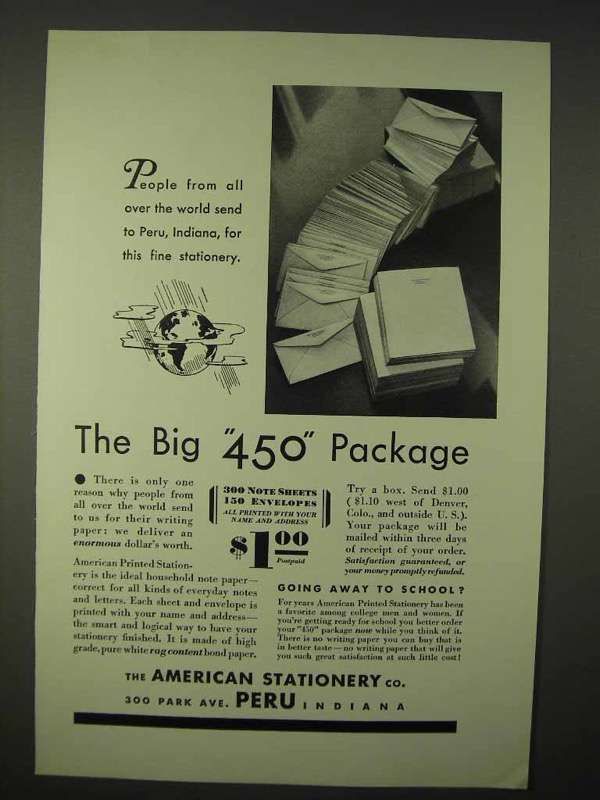 People from all
over the world send
to Peru, Indiana, for
this fine stationery.
The Big "450" Package
● There is only one
reason why people from
all over the world send
to us for their writing
paper: we deliver an
enormous dollar's worth.
American Printed Station-
ery is the ideal household note paper—
correct for all kinds of everyday notes
and letters. Each sheet and envelope is
printed with your name and address—
the smart and logical way to have your
stationery finished. It is made of high
grade, pure white rag content bond paper.
300 NOTE SHEETS
150 ENVELOPES
ALL PRINTED WITH YOUR
NAME AND ADDRESS
$1.00
Postpaid
Try a box. Send $1.00
($1.10 west of Denver,
Colo., and outside U. S.).
Your package will be
mailed within three days
of receipt of your order.
Satisfaction guaranteed, or
your money promptly refunded.
GOING AWAY TO SCHOOL?
For years American Printed Stationery has been
a favorite among college men and women. If
you're getting ready for school you better order
your "450" package now while you think of it.
There is no writing paper you can buy that is
in better taste—no writing paper that will give
you such great satisfaction at such little cost!
THE AMERICAN STATIONERY CO.
300 PARK AVE. PERU INDIANA